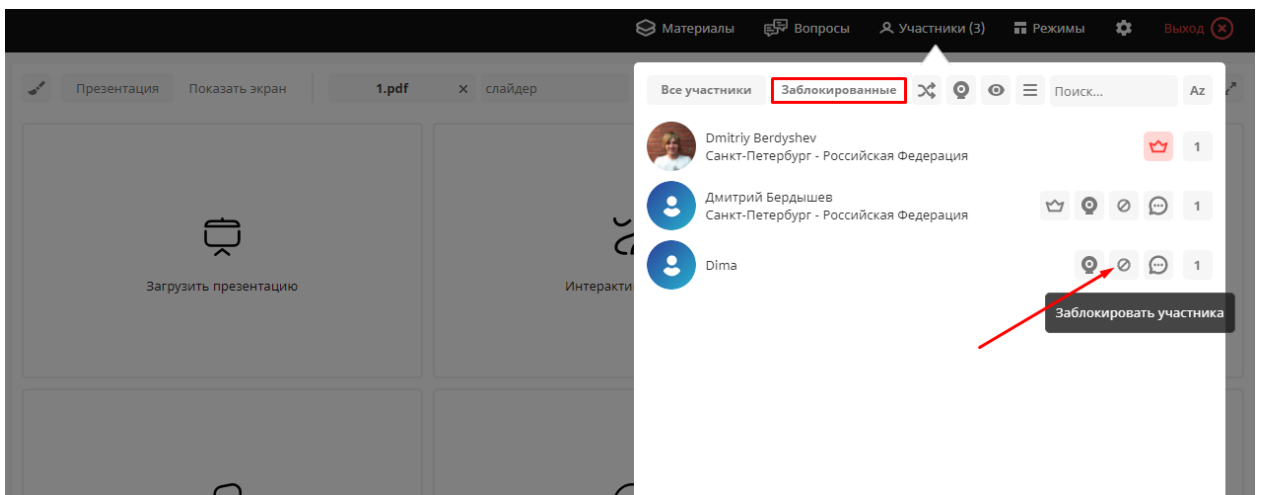 Материалы Вопросы Участники (3) Режимы Выход
Презентация Показать экран 1.pdf × слайдер
Все участники Заблокированные Поиск... Az
Dmitriy Berdyshev
Санкт-Петербург - Российская Федерация
1
Дмитрий Бердышев
Санкт-Петербург - Российская Федерация
1
Dima
1
Заблокировать участника
Загрузить презентацию